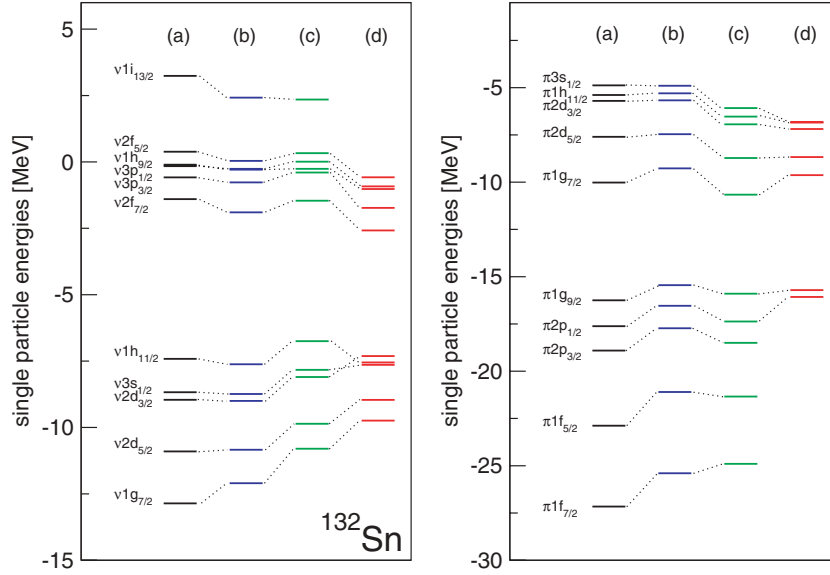 (a) (b) (c) (d)
single particle energies [MeV]
5
0
-5
-10
-15
ν1i13/2
ν2f5/2
ν1h9/2
ν3p1/2
ν3p3/2
ν2f7/2
ν1h11/2
ν3s1/2
ν2d3/2
ν2d5/2
ν1g7/2
132Sn
(a) (b) (c) (d)
single particle energies [MeV]
-5
-10
-15
-20
-25
-30
π3s1/2
π1h11/2
π2d3/2
π2d5/2
π1g7/2
π1g9/2
π2p1/2
π2p3/2
π1f5/2
π1f7/2